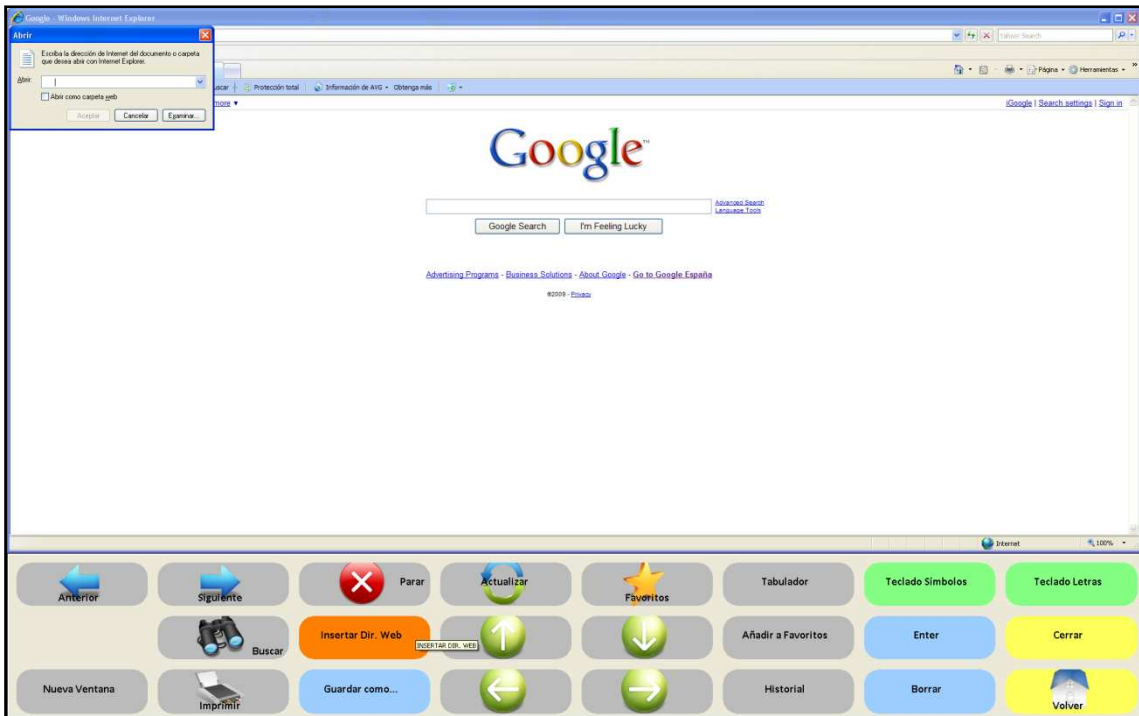 Google - Windows Internet Explorer
Abrir
Escriba la dirección de Internet del documento o carpeta
que desea abrir con Internet Explorer.
Abrir:
Abrir como carpeta web
Aceptar Cancelar Examinar...
Yahoo! Search
Página Herramientas
Protección total Información de AVG Obtenga más
more
iGoogle | Search settings | Sign in
Google
Advanced Search
Language Tools
Google Search I'm Feeling Lucky
Advertising Programs - Business Solutions - About Google - Go to Google España
©2009 - Privacy
Internet 100%
Anterior Siguiente Parar Actualizar Favoritos Tabulador Teclado Símbolos Teclado Letras
Buscar Insertar Dir. Web INSERTAR DIR. WEB Añadir a Favoritos Enter Cerrar
Nueva Ventana Imprimir Guardar como... Historial Borrar Volver